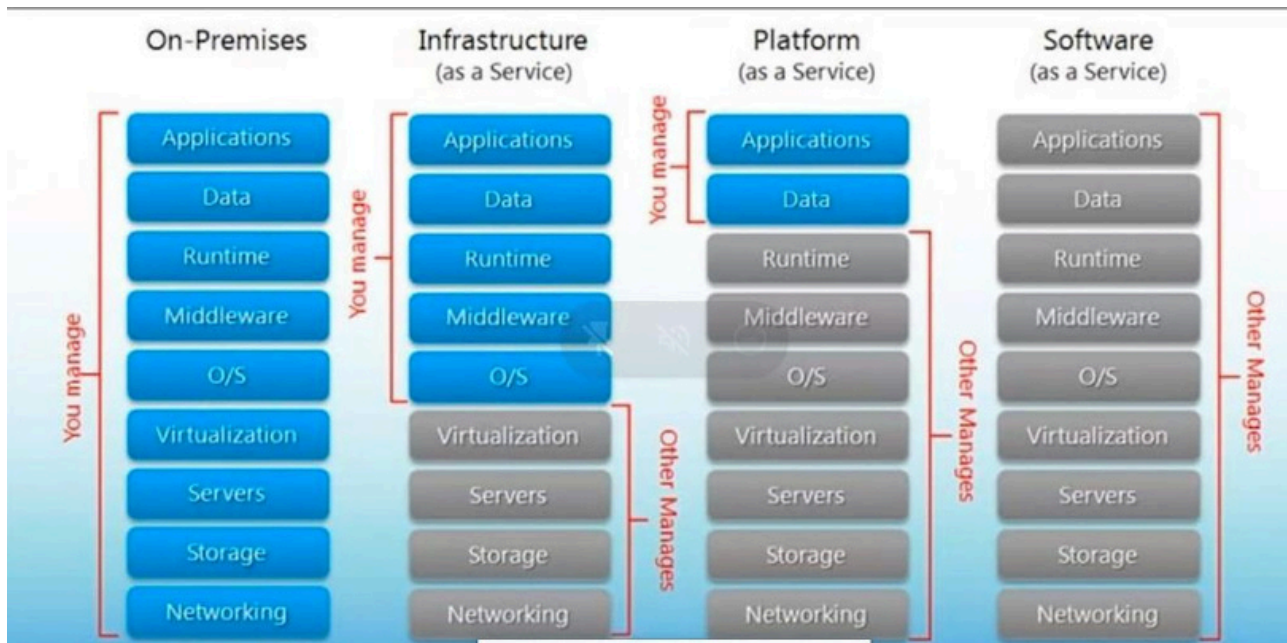 On-Premises
Infrastructure
(as a Service)
Platform
(as a Service)
Software
(as a Service)
You manage
Applications
Data
Runtime
Middleware
O/S
Virtualization
Servers
Storage
Networking
You manage
Applications
Data
Runtime
Middleware
O/S
Virtualization
Servers
Storage
Networking
Other Manages
You manage
Applications
Data
Runtime
Middleware
O/S
Virtualization
Servers
Storage
Networking
Other Manages
Applications
Data
Runtime
Middleware
O/S
Virtualization
Servers
Storage
Networking
Other Manages